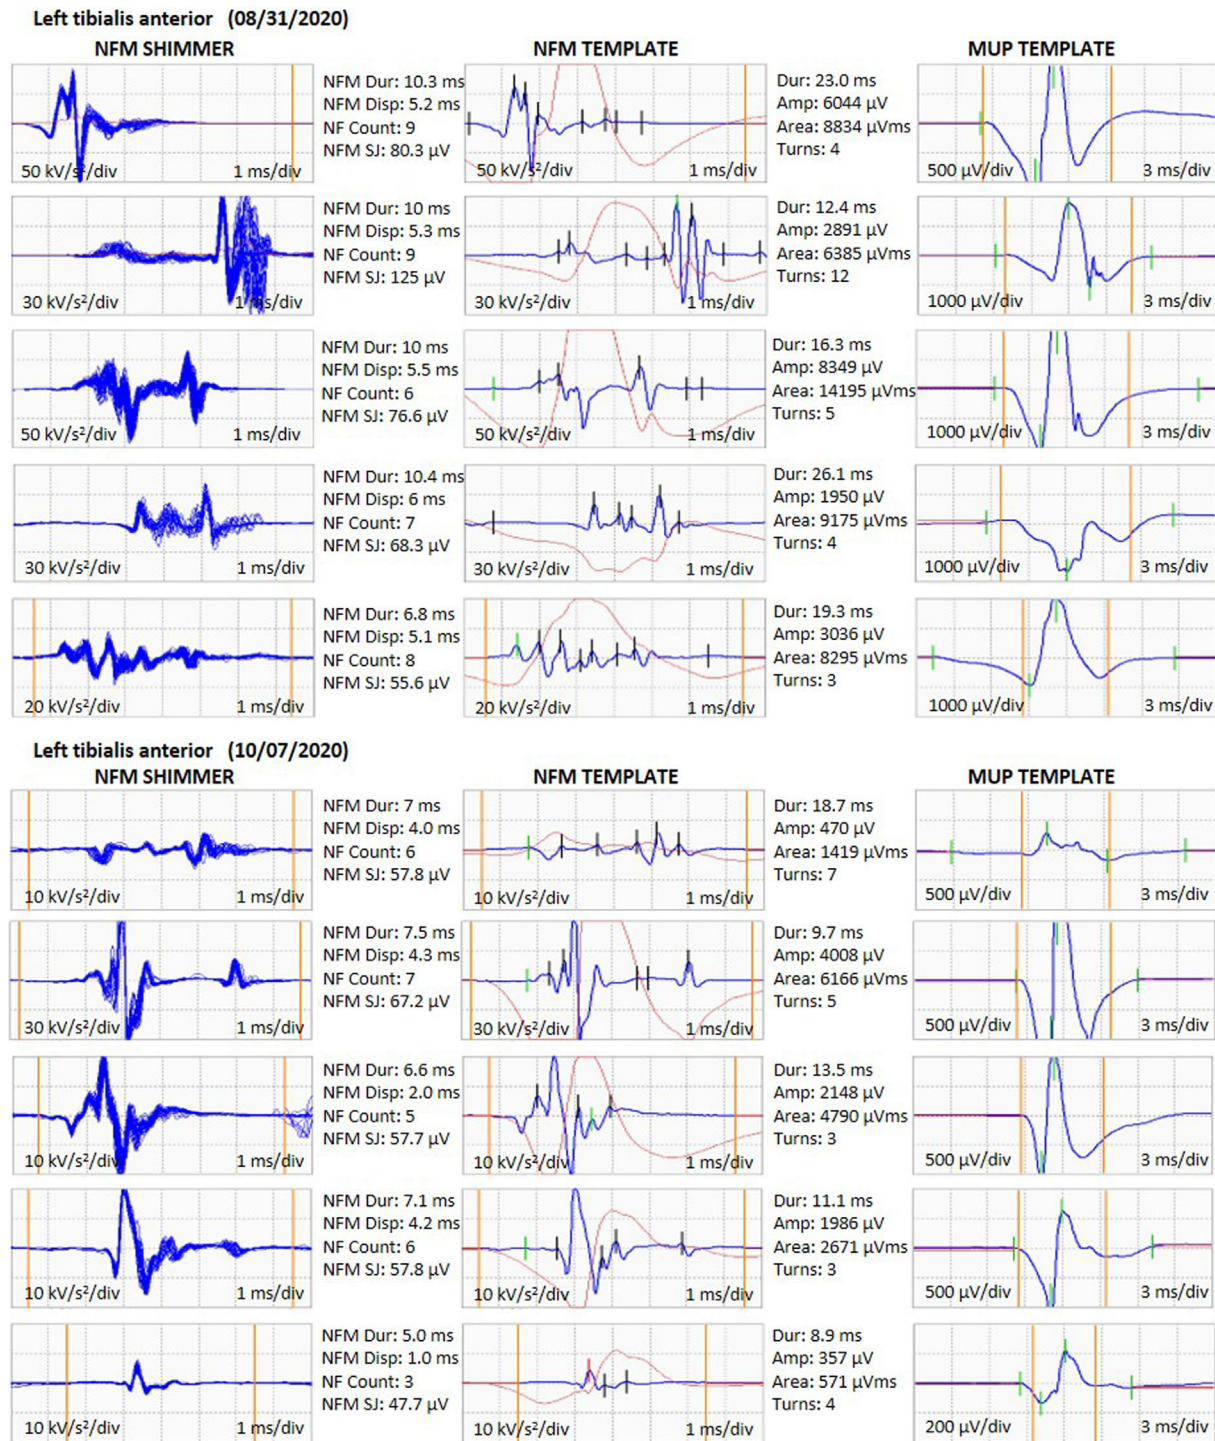 Left tibialis anterior (08/31/2020)
NFM SHIMMER NFM TEMPLATE MUP TEMPLATE
NFM Dur: 10.3 ms
NFM Disp: 5.2 ms
NF Count: 9
NFM SJ: 80.3 µV
Dur: 23.0 ms
Amp: 6044 µV
Area: 8834 µVms
Turns: 4
50 kV/s²/div 1 ms/div 50 kV/s²/div 1 ms/div 500 µV/div 3 ms/div
NFM Dur: 10 ms
NFM Disp: 5.3 ms
NF Count: 9
NFM SJ: 125 µV
Dur: 12.4 ms
Amp: 2891 µV
Area: 6385 µVms
Turns: 12
30 kV/s²/div 1 ms/div 30 kV/s²/div 1 ms/div 1000 µV/div 3 ms/div
NFM Dur: 10 ms
NFM Disp: 5.5 ms
NF Count: 6
NFM SJ: 76.6 µV
Dur: 16.3 ms
Amp: 8349 µV
Area: 14195 µVms
Turns: 5
50 kV/s²/div 1 ms/div 50 kV/s²/div 1 ms/div 1000 µV/div 3 ms/div
NFM Dur: 10.4 ms
NFM Disp: 6 ms
NF Count: 7
NFM SJ: 68.3 µV
Dur: 26.1 ms
Amp: 1950 µV
Area: 9175 µVms
Turns: 4
30 kV/s²/div 1 ms/div 30 kV/s²/div 1 ms/div 1000 µV/div 3 ms/div
NFM Dur: 6.8 ms
NFM Disp: 5.1 ms
NF Count: 8
NFM SJ: 55.6 µV
Dur: 19.3 ms
Amp: 3036 µV
Area: 8295 µVms
Turns: 3
20 kV/s²/div 1 ms/div 20 kV/s²/div 1 ms/div 1000 µV/div 3 ms/div
Left tibialis anterior (10/07/2020)
NFM SHIMMER NFM TEMPLATE MUP TEMPLATE
NFM Dur: 7 ms
NFM Disp: 4.0 ms
NF Count: 6
NFM SJ: 57.8 µV
Dur: 18.7 ms
Amp: 470 µV
Area: 1419 µVms
Turns: 7
10 kV/s²/div 1 ms/div 10 kV/s²/div 1 ms/div 500 µV/div 3 ms/div
NFM Dur: 7.5 ms
NFM Disp: 4.3 ms
NF Count: 7
NFM SJ: 67.2 µV
Dur: 9.7 ms
Amp: 4008 µV
Area: 6166 µVms
Turns: 5
30 kV/s²/div 1 ms/div 30 kV/s²/div 1 ms/div 500 µV/div 3 ms/div
NFM Dur: 6.6 ms
NFM Disp: 2.0 ms
NF Count: 5
NFM SJ: 57.7 µV
Dur: 13.5 ms
Amp: 2148 µV
Area: 4790 µVms
Turns: 3
10 kV/s²/div 1 ms/div 10 kV/s²/div 1 ms/div 500 µV/div 3 ms/div
NFM Dur: 7.1 ms
NFM Disp: 4.2 ms
NF Count: 6
NFM SJ: 57.8 µV
Dur: 11.1 ms
Amp: 1986 µV
Area: 2671 µVms
Turns: 3
10 kV/s²/div 1 ms/div 10 kV/s²/div 1 ms/div 500 µV/div 3 ms/div
NFM Dur: 5.0 ms
NFM Disp: 1.0 ms
NF Count: 3
NFM SJ: 47.7 µV
Dur: 8.9 ms
Amp: 357 µV
Area: 571 µVms
Turns: 4
10 kV/s²/div 1 ms/div 10 kV/s²/div 1 ms/div 200 µV/div 3 ms/div